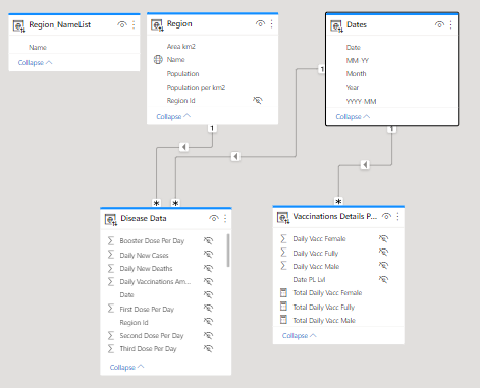 Region_NameList
Name
Collapse
Region
Area km2
Name
Population
Population per km2
Region Id
Collapse
Dates
Date
MM-YY
Month
Year
YYYY-MM
Collapse
1
1
1
*
*
*
Disease Data
Booster Dose Per Day
Daily New Cases
Daily New Deaths
Daily Vaccinations Am...
Date
First Dose Per Day
Region Id
Second Dose Per Day
Third Dose Per Day
Collapse
Vaccinations Details P...
Daily Vacc Female
Daily Vacc Fully
Daily Vacc Male
Date PL Lvl
Total Daily Vacc Female
Total Daily Vacc Fully
Total Daily Vacc Male
Collapse